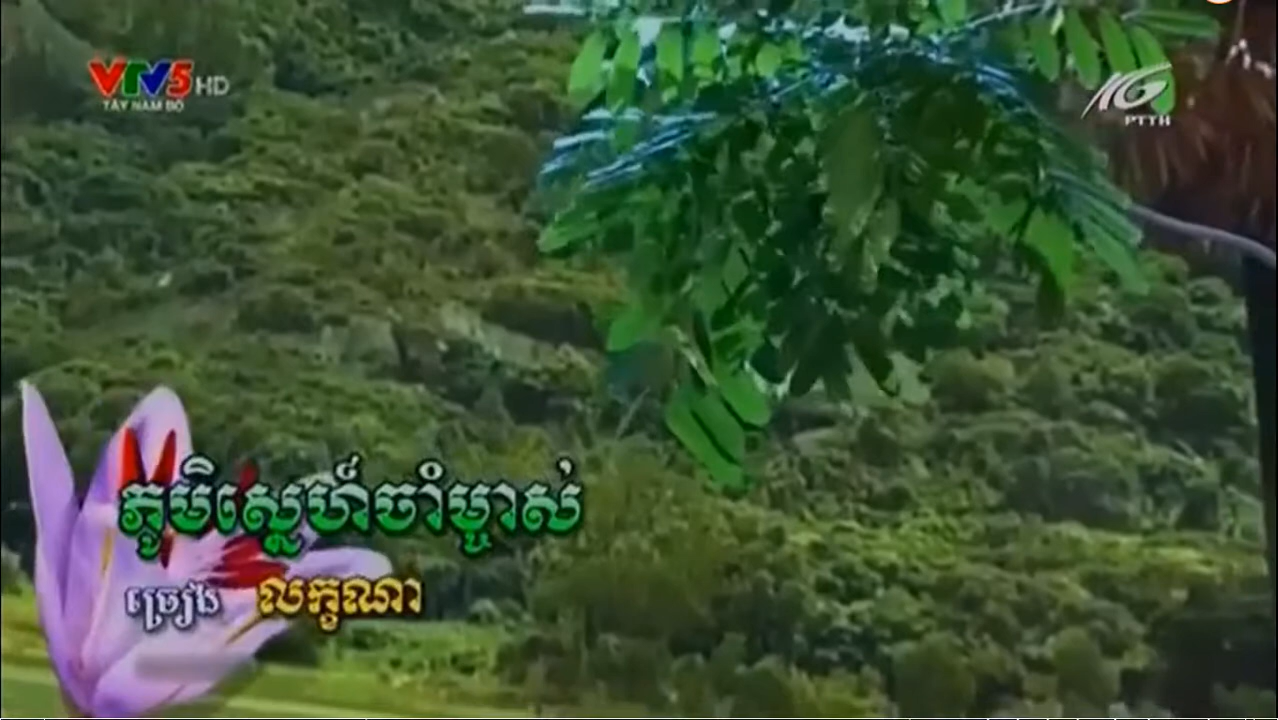 VTV5 HD
TÂY NAM BỘ
KG
PTTH
ភូមិស្នេហ៍ចាំម្ចាស់
ច្រៀង លក្ខណា